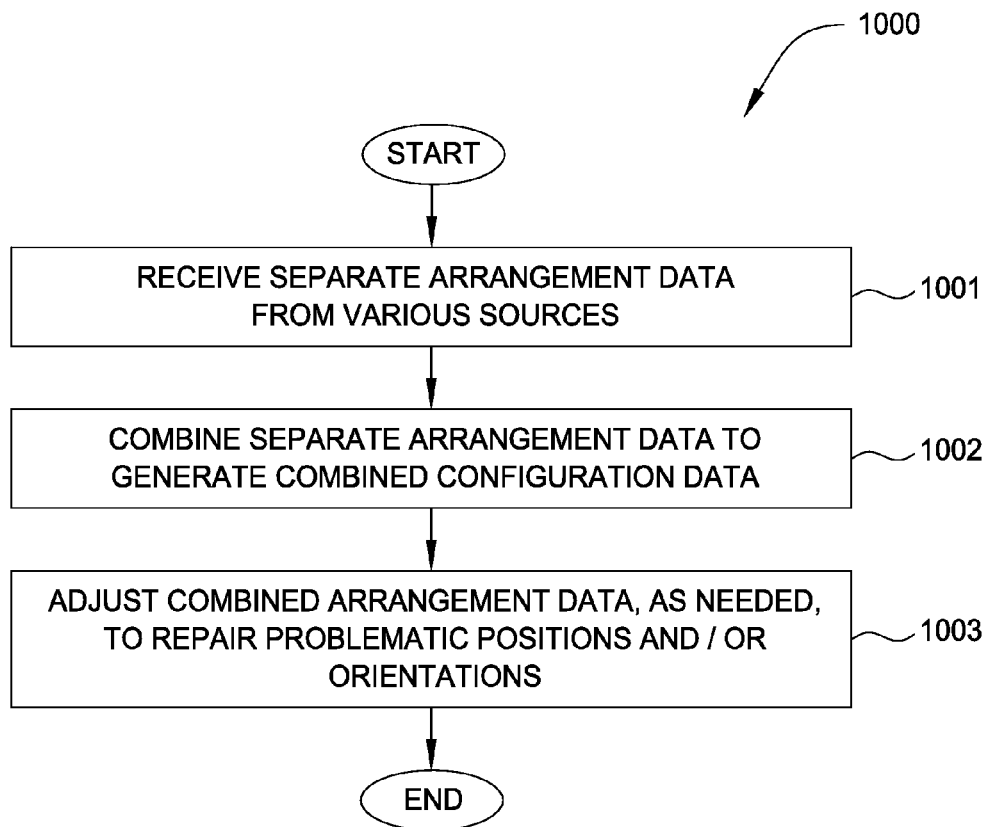 1000
START
RECEIVE SEPARATE ARRANGEMENT DATA
FROM VARIOUS SOURCES
1001
COMBINE SEPARATE ARRANGEMENT DATA TO
GENERATE COMBINED CONFIGURATION DATA
1002
ADJUST COMBINED ARRANGEMENT DATA, AS NEEDED,
TO REPAIR PROBLEMATIC POSITIONS AND / OR
ORIENTATIONS
1003
END